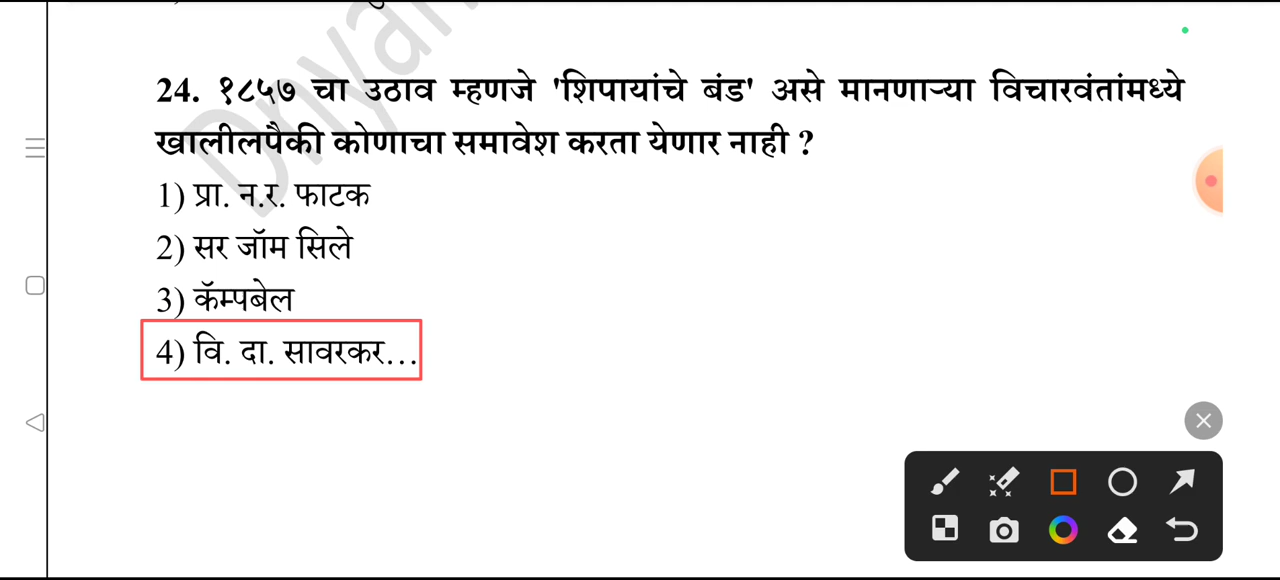 24. १८५७ चा उठाव म्हणजे 'शिपायांचे बंड' असे मानणाऱ्या विचारवंतांमध्ये
खालीलपैकी कोणाचा समावेश करता येणार नाही ?
1) प्रा. न.र. फाटक
2) सर जॉम सिले
3) कॅम्पबेल
4) वि. दा. सावरकर...